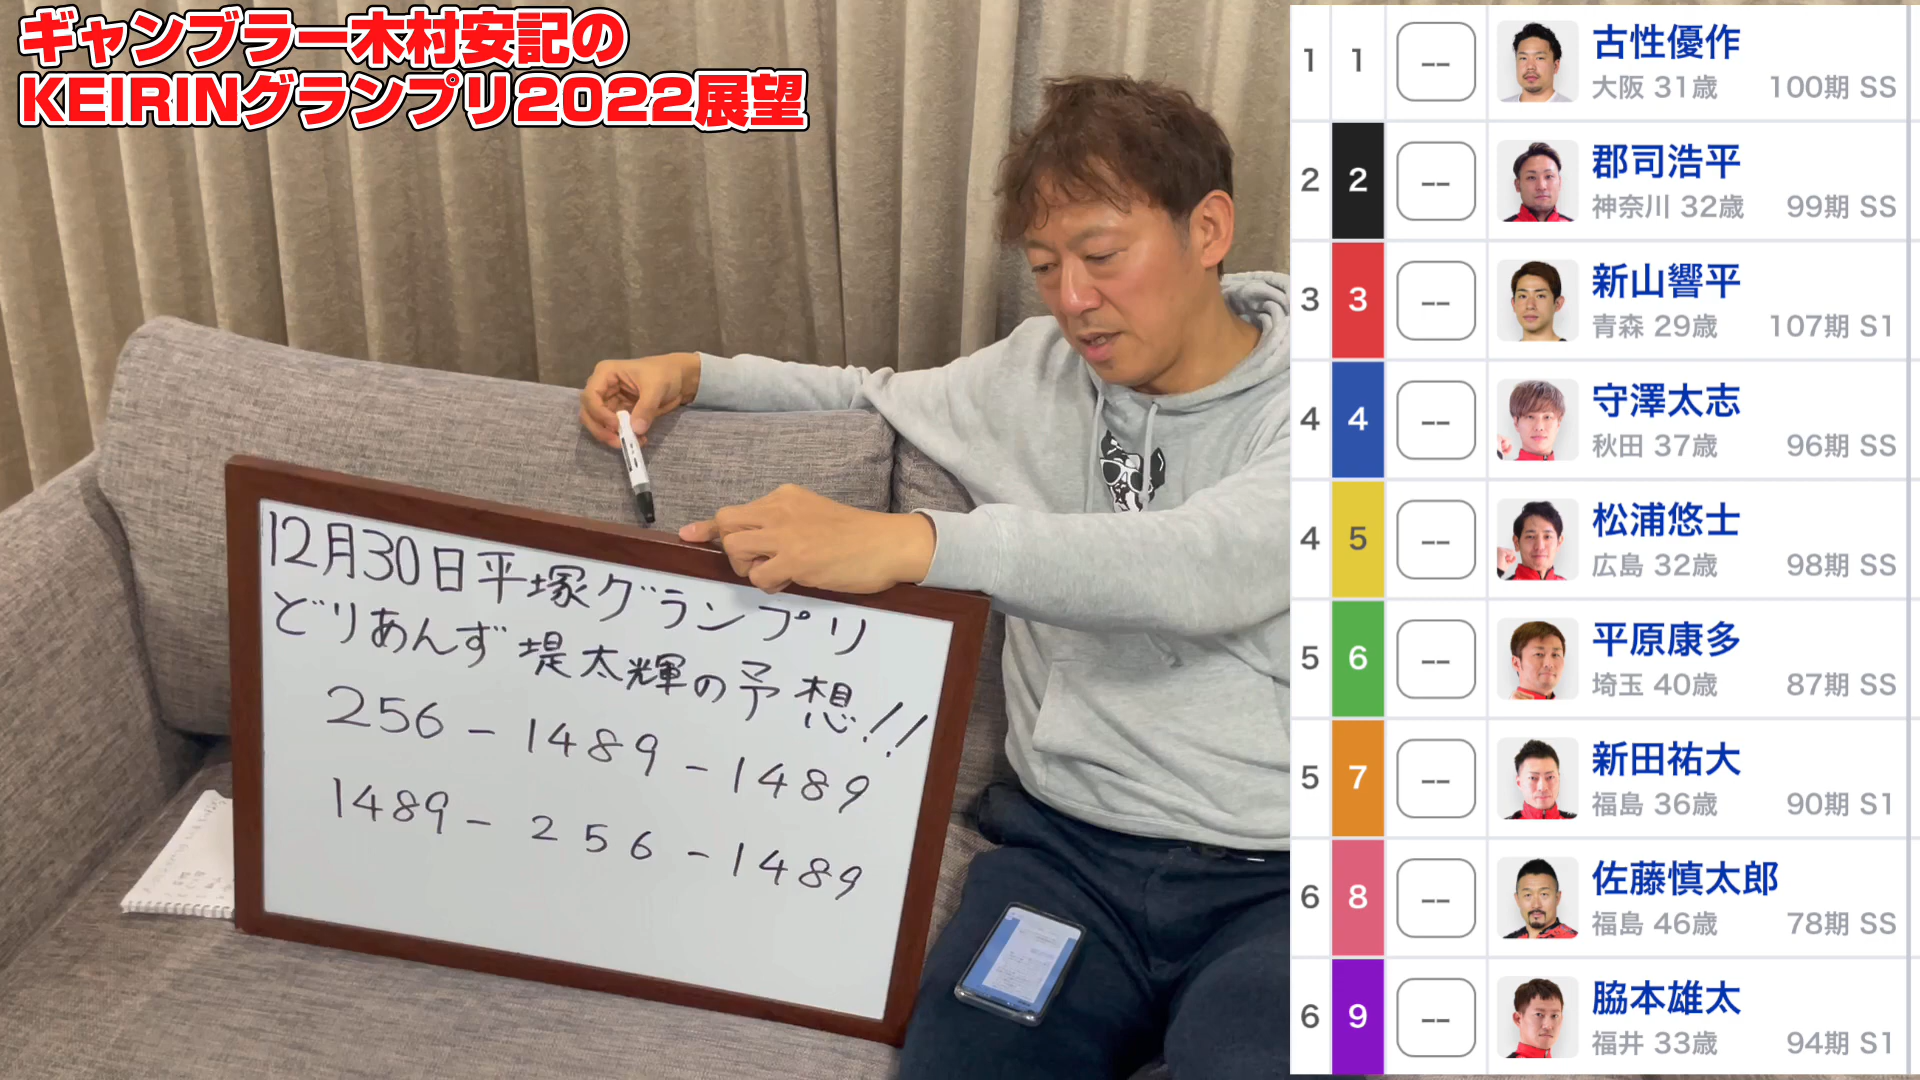 ギャンブラー木村安記の
KEIRINグランプリ2022展望
12月30日平塚グランプリ
どりあんず堤太輝の予想!!
256-1489-1489
1489-256-1489
1 1 -- 古性優作
大阪 31歳 100期 SS
2 2 -- 郡司浩平
神奈川 32歳 99期 SS
3 3 -- 新山響平
青森 29歳 107期 S1
4 4 -- 守澤太志
秋田 37歳 96期 SS
4 5 -- 松浦悠士
広島 32歳 98期 SS
5 6 -- 平原康多
埼玉 40歳 87期 SS
5 7 -- 新田祐大
福島 36歳 90期 S1
6 8 -- 佐藤慎太郎
福島 46歳 78期 SS
6 9 -- 脇本雄太
福井 33歳 94期 S1